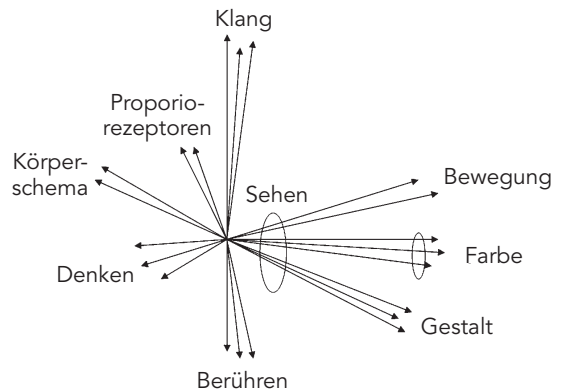 Klang
Proporio-
rezeptoren
Körper-
schema
Sehen
Bewegung
Farbe
Denken
Gestalt
Berühren